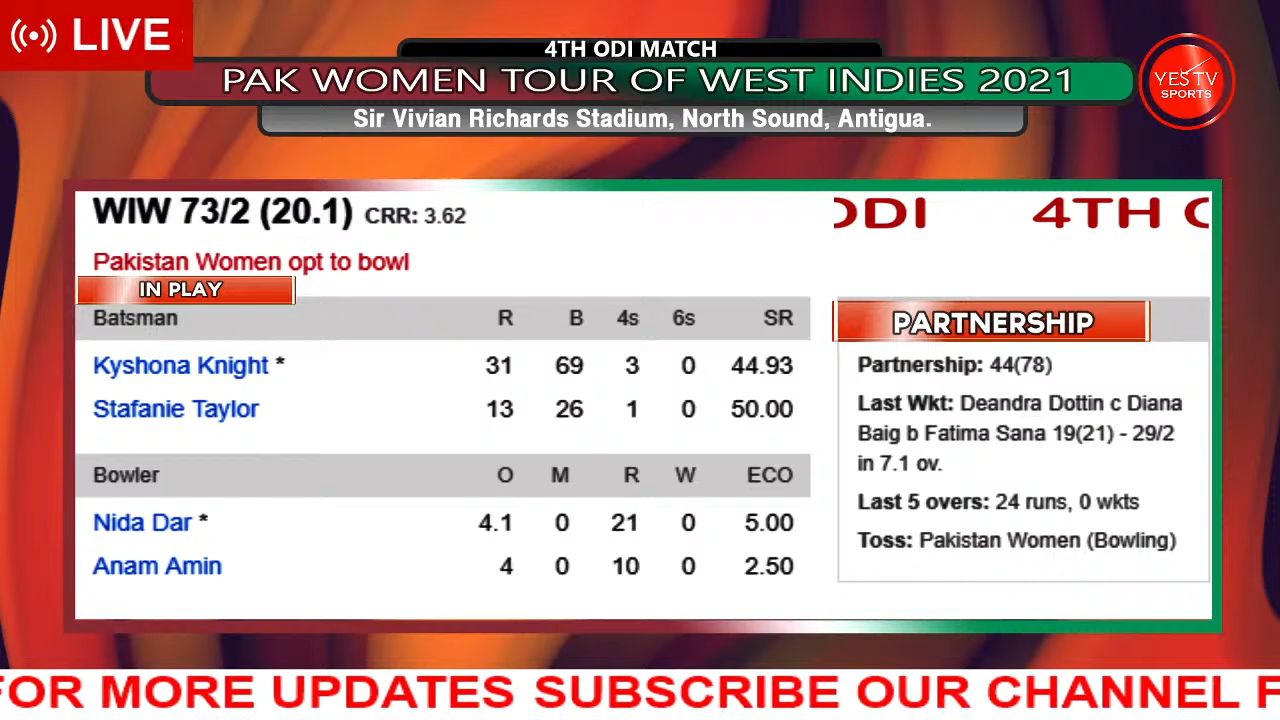 LIVE
4TH ODI MATCH
PAK WOMEN TOUR OF WEST INDIES 2021
YES TV
SPORTS
Sir Vivian Richards Stadium, North Sound, Antigua.
WIW 73/2 (20.1) CRR: 3.62
ODI 4TH O
Pakistan Women opt to bowl
IN PLAY
Batsman R B 4s 6s SR
Kyshona Knight * 31 69 3 0 44.93
Stafanie Taylor 13 26 1 0 50.00
Bowler O M R W ECO
Nida Dar * 4.1 0 21 0 5.00
Anam Amin 4 0 10 0 2.50
PARTNERSHIP
Partnership: 44(78)
Last Wkt: Deandra Dottin c Diana
Baig b Fatima Sana 19(21) - 29/2
in 7.1 ov.
Last 5 overs: 24 runs, 0 wkts
Toss: Pakistan Women (Bowling)
FOR MORE UPDATES SUBSCRIBE OUR CHANNEL F